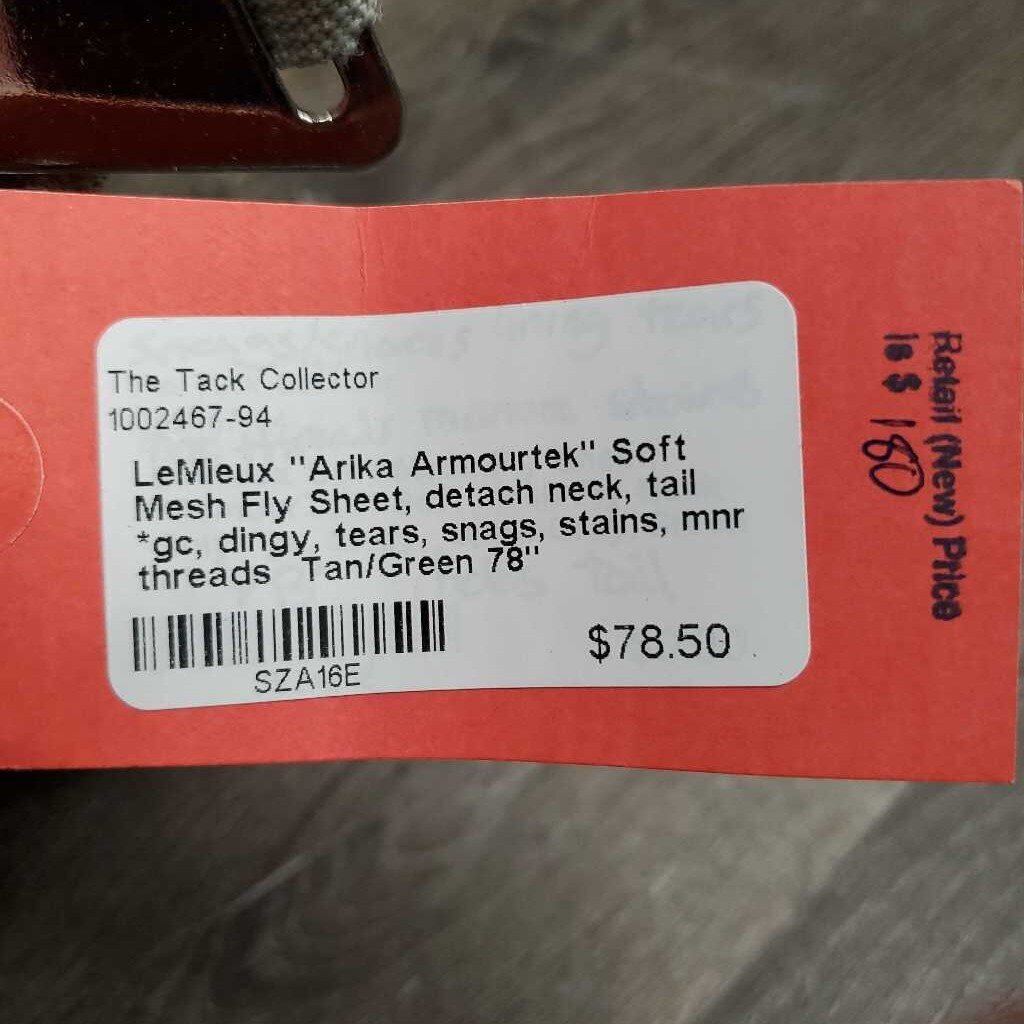 The Tack Collector
1002467-94
LeMieux "Arika Armourtek" Soft
Mesh Fly Sheet, detach neck, tail
*gc, dingy, tears, snags, stains, mnr
threads Tan/Green 78"
SZA16E
$78.50
Retail (New) Price
is $ 180